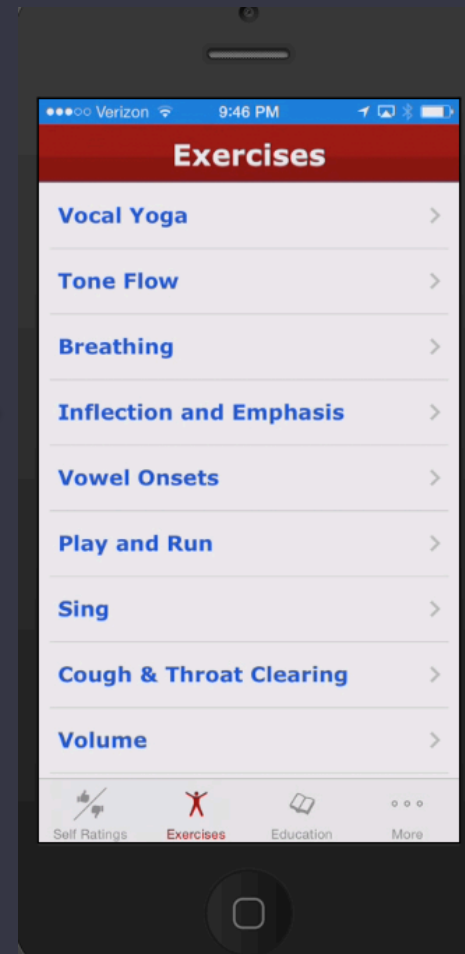 Verizon 9:46 PM
Exercises
Vocal Yoga
Tone Flow
Breathing
Inflection and Emphasis
Vowel Onsets
Play and Run
Sing
Cough & Throat Clearing
Volume
Self Ratings Exercises Education More